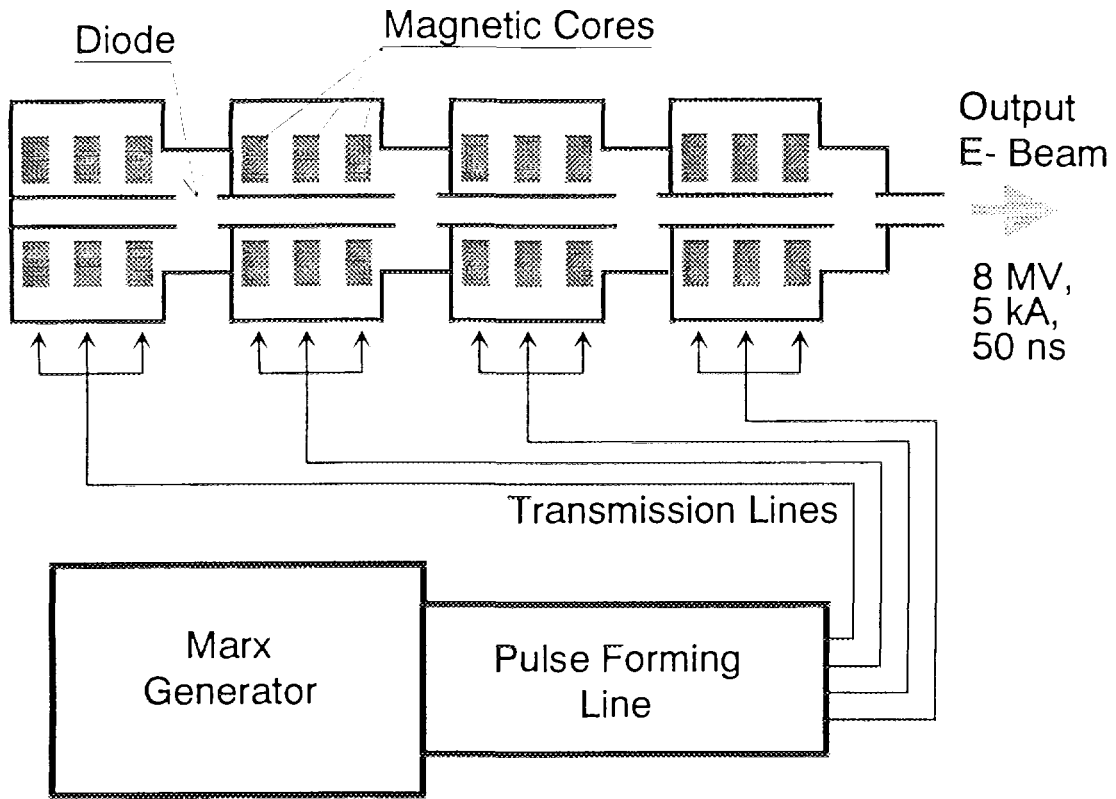 Diode
Magnetic Cores
Output
E- Beam
8 MV,
5 kA,
50 ns
Transmission Lines
Marx
Generator
Pulse Forming
Line